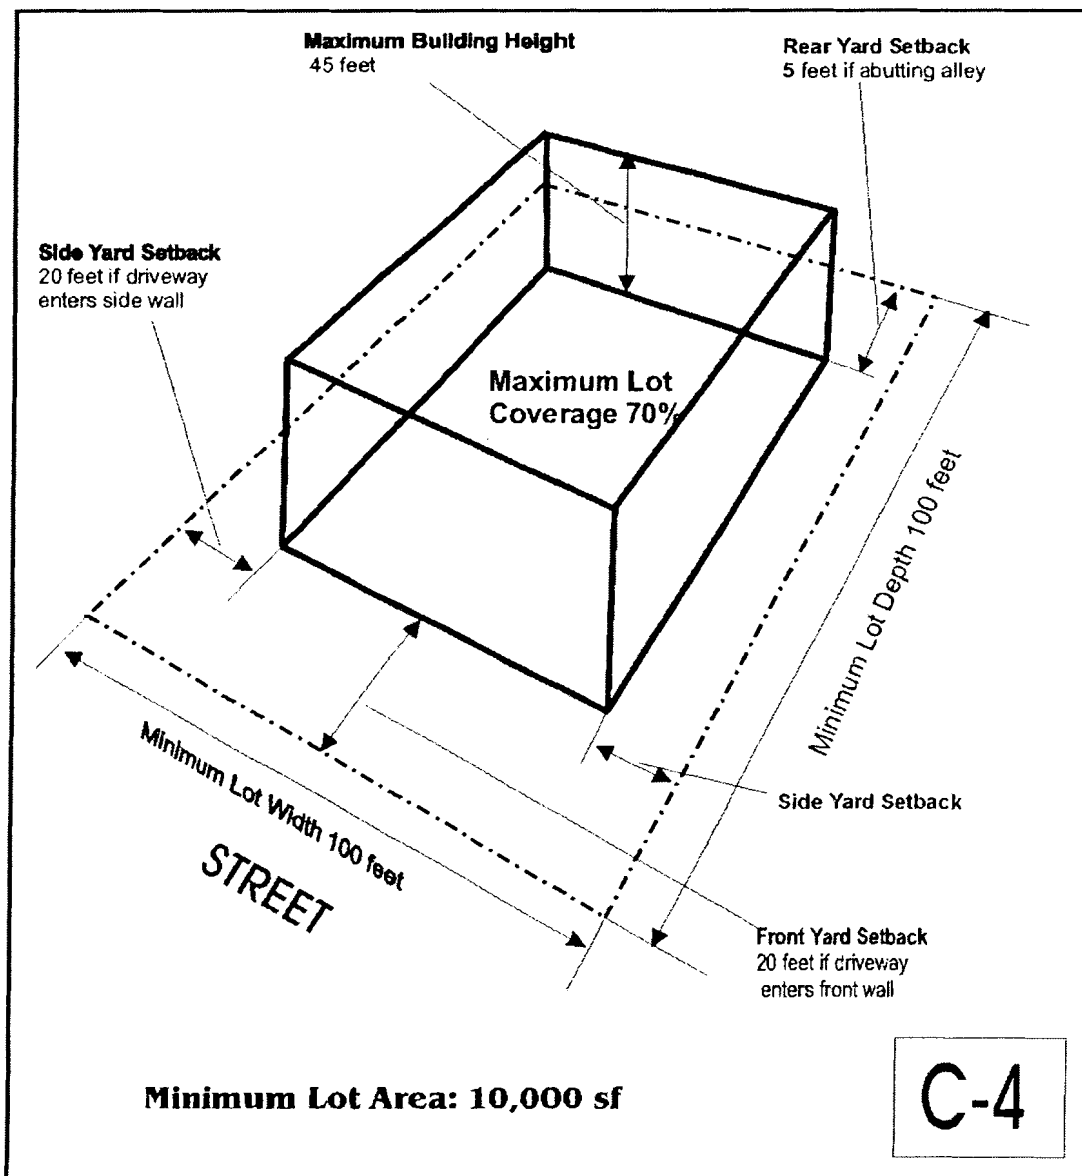 Maximum Building Height
45 feet
Rear Yard Setback
5 feet if abutting alley
Side Yard Setback
20 feet if driveway
enters side wall
Maximum Lot
Coverage 70%
Minimum Lot Depth 100 feet
Minimum Lot Width 100 feet
STREET
Side Yard Setback
Front Yard Setback
20 feet if driveway
enters front wall
Minimum Lot Area: 10,000 sf
C-4